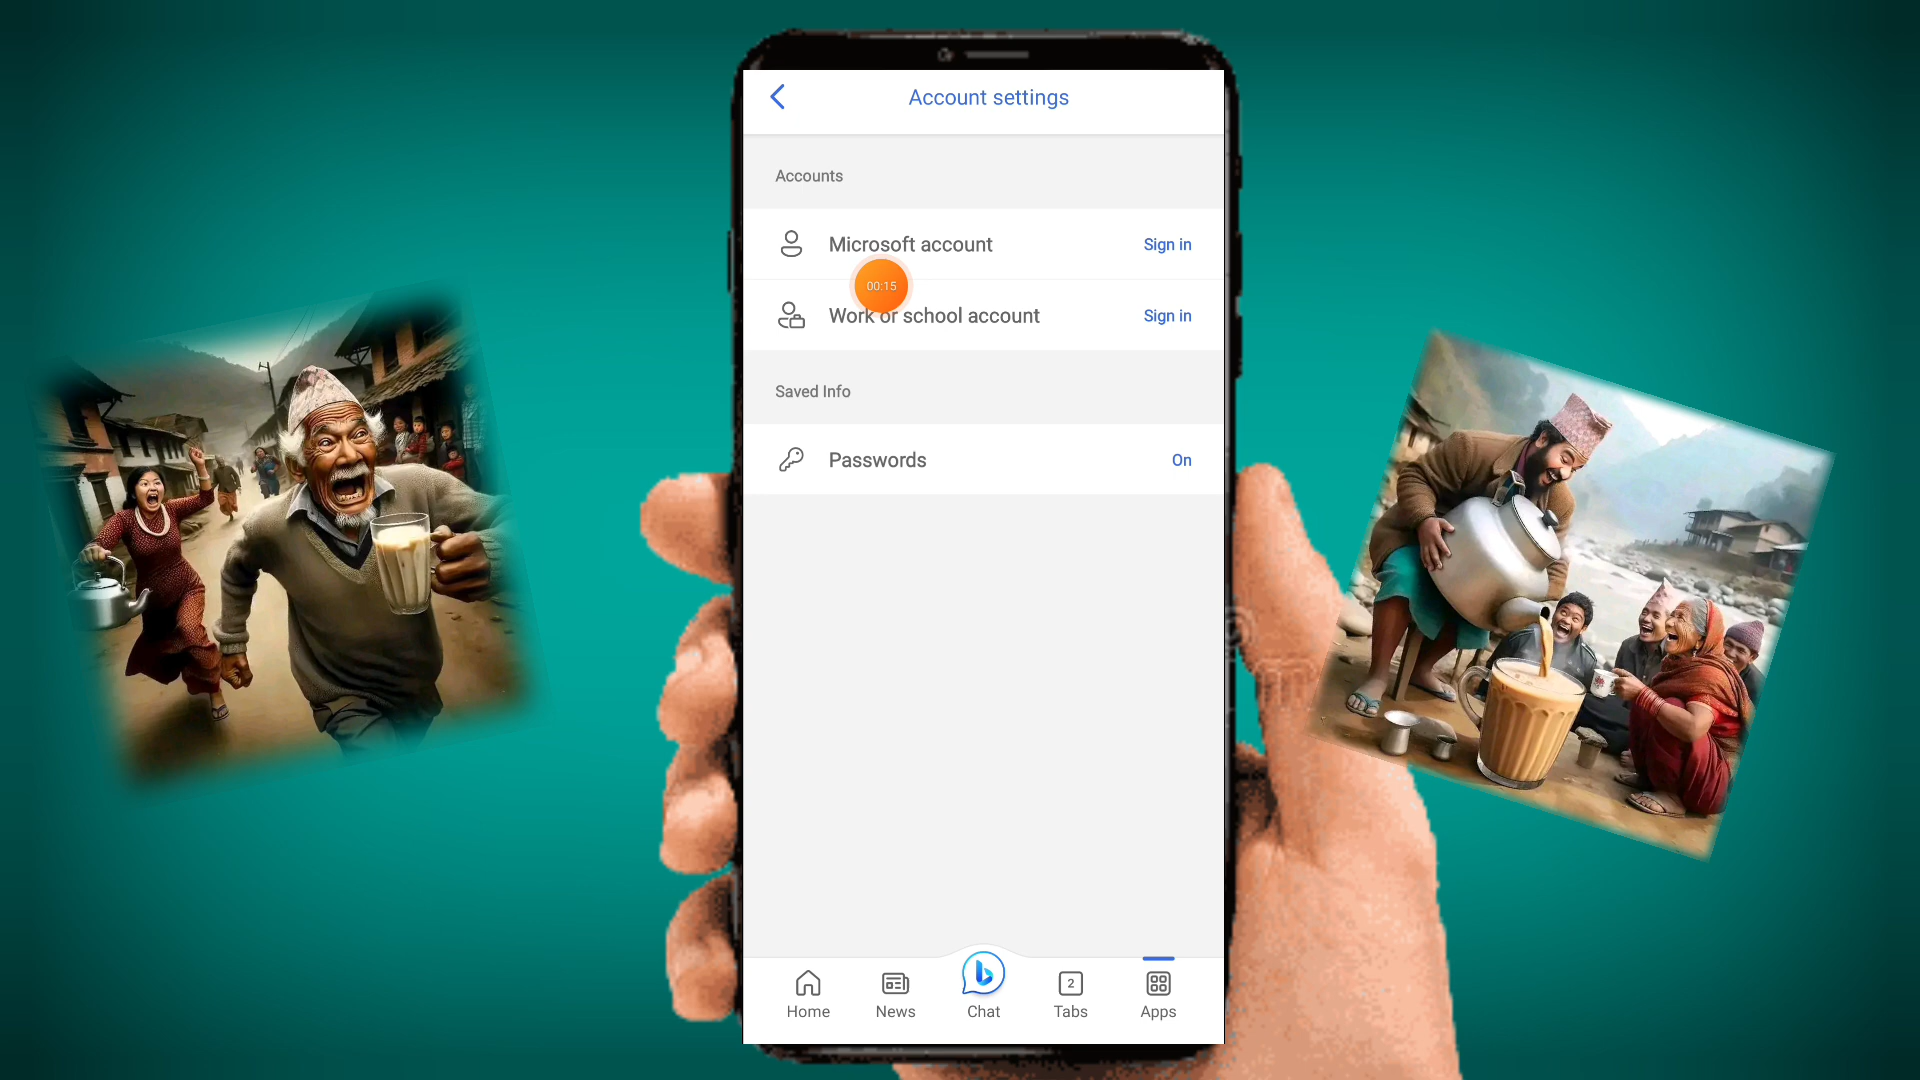 Account settings
Accounts
Microsoft account
Sign in
00:15
Work or school account
Sign in
Saved Info
Passwords
On
2
Home
News
Chat
Tabs
Apps